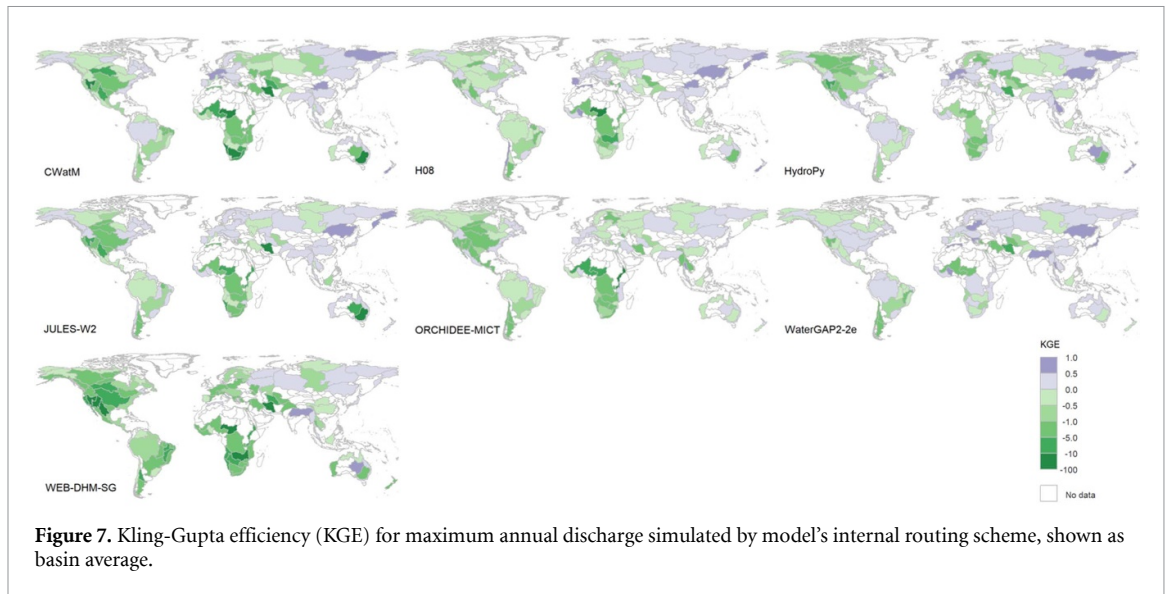 CWatM
H08
HydroPy
JULES-W2
ORCHIDEE-MICT
WaterGAP2-2e
WEB-DHM-SG
KGE
1.0
0.5
0.0
-0.5
-1.0
-5.0
-10
-100
No data
Figure 7. Kling-Gupta efficiency (KGE) for maximum annual discharge simulated by model's internal routing scheme, shown as
basin average.